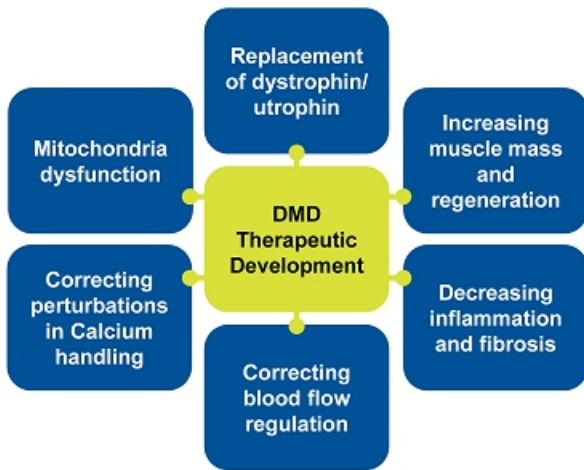 Replacement
of dystrophin/
utrophin
Mitochondria
dysfunction
Increasing
muscle mass
and
regeneration
DMD
Therapeutic
Development
Correcting
perturbations
in Calcium
handling
Decreasing
inflammation
and fibrosis
Correcting
blood flow
regulation